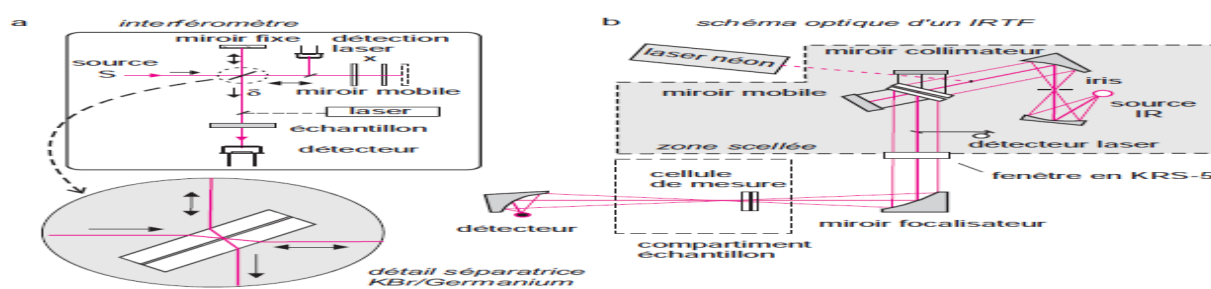 a
interféromètre
miroir fixe
détection
laser
x
source
S
miroir mobile
δ
laser
échantillon
détecteur
détail séparatrice
KBr/Germanium
b
schéma optique d'un IRTF
laser néon
miroir collimateur
miroir mobile
iris
source
IR
détecteur laser
zone scellée
fenêtre en KRS-5
cellule
de mesure
détecteur
miroir focalisateur
compartiment
échantillon